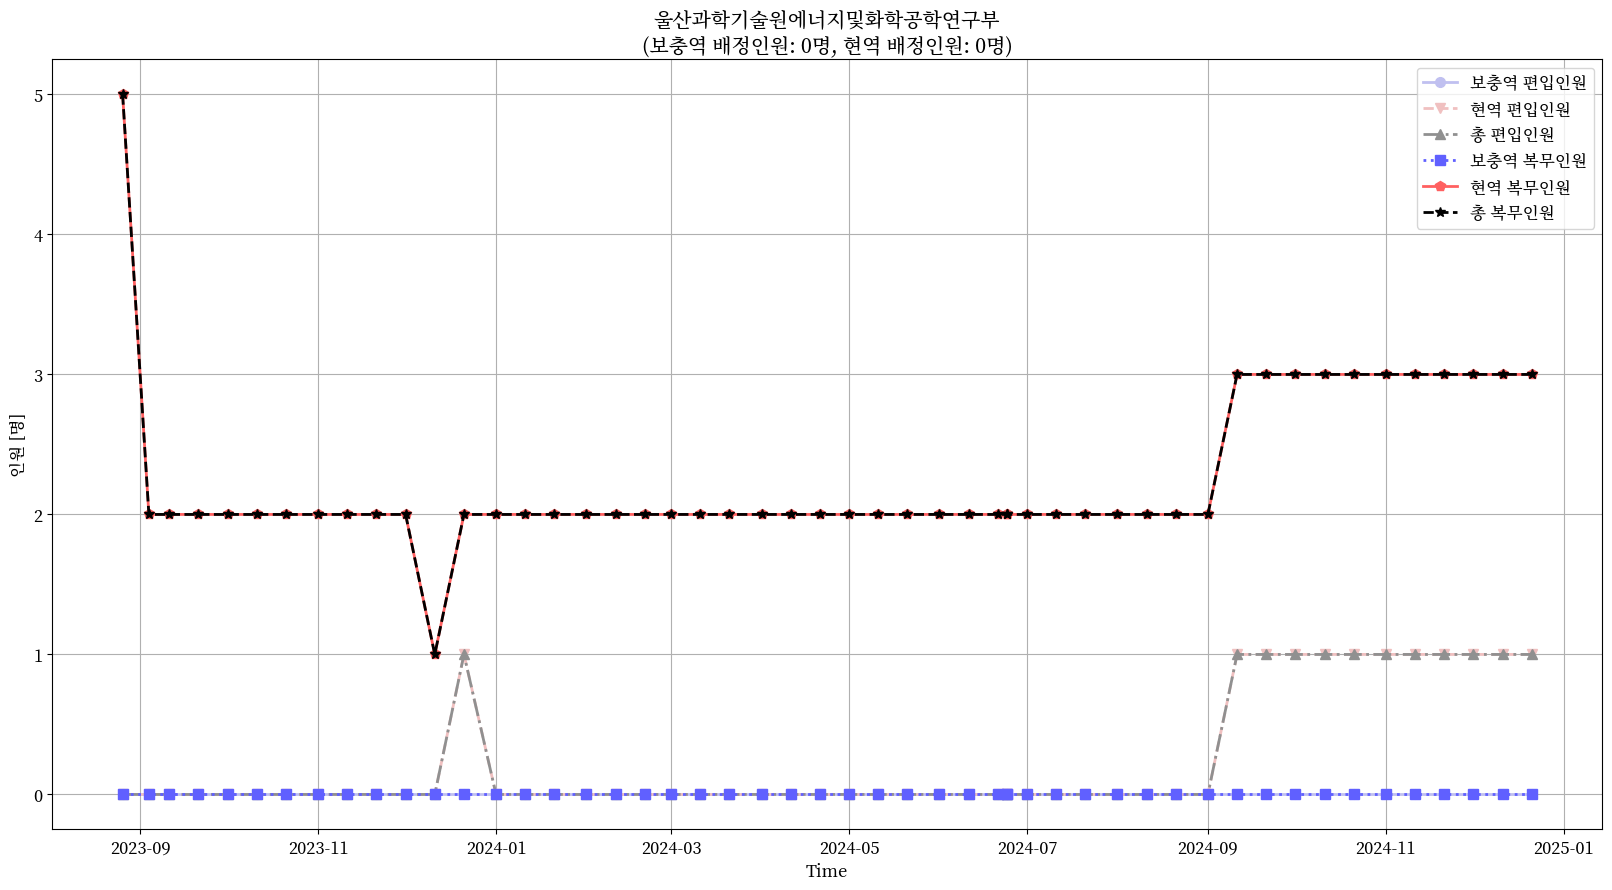 울산과학기술원에너지및화학공학연구부
(보충역 배정인원: 0명, 현역 배정인원: 0명)
보충역 편입인원
현역 편입인원
총 편입인원
보충역 복무인원
현역 복무인원
총 복무인원
인원 [명]
5
4
3
2
1
0
2023-09
2023-11
2024-01
2024-03
2024-05
2024-07
2024-09
2024-11
2025-01
Time